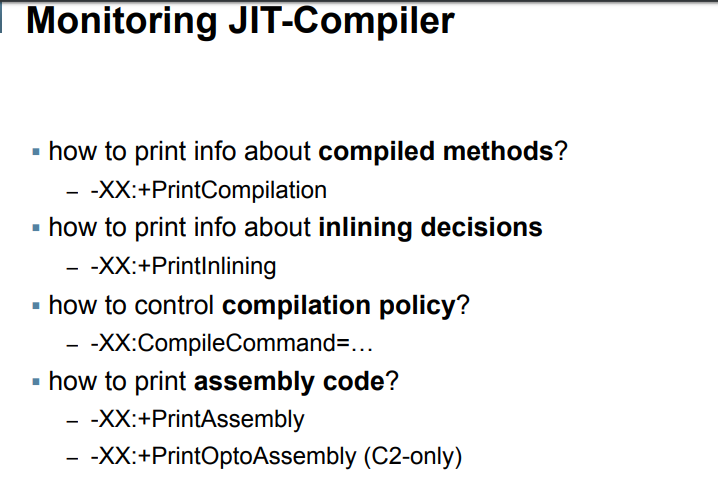 Monitoring JIT-Compiler
▪ how to print info about compiled methods?
– -XX:+PrintCompilation
▪ how to print info about inlining decisions
– -XX:+PrintInlining
▪ how to control compilation policy?
– -XX:CompileCommand=…
▪ how to print assembly code?
– -XX:+PrintAssembly
– -XX:+PrintOptoAssembly (C2-only)